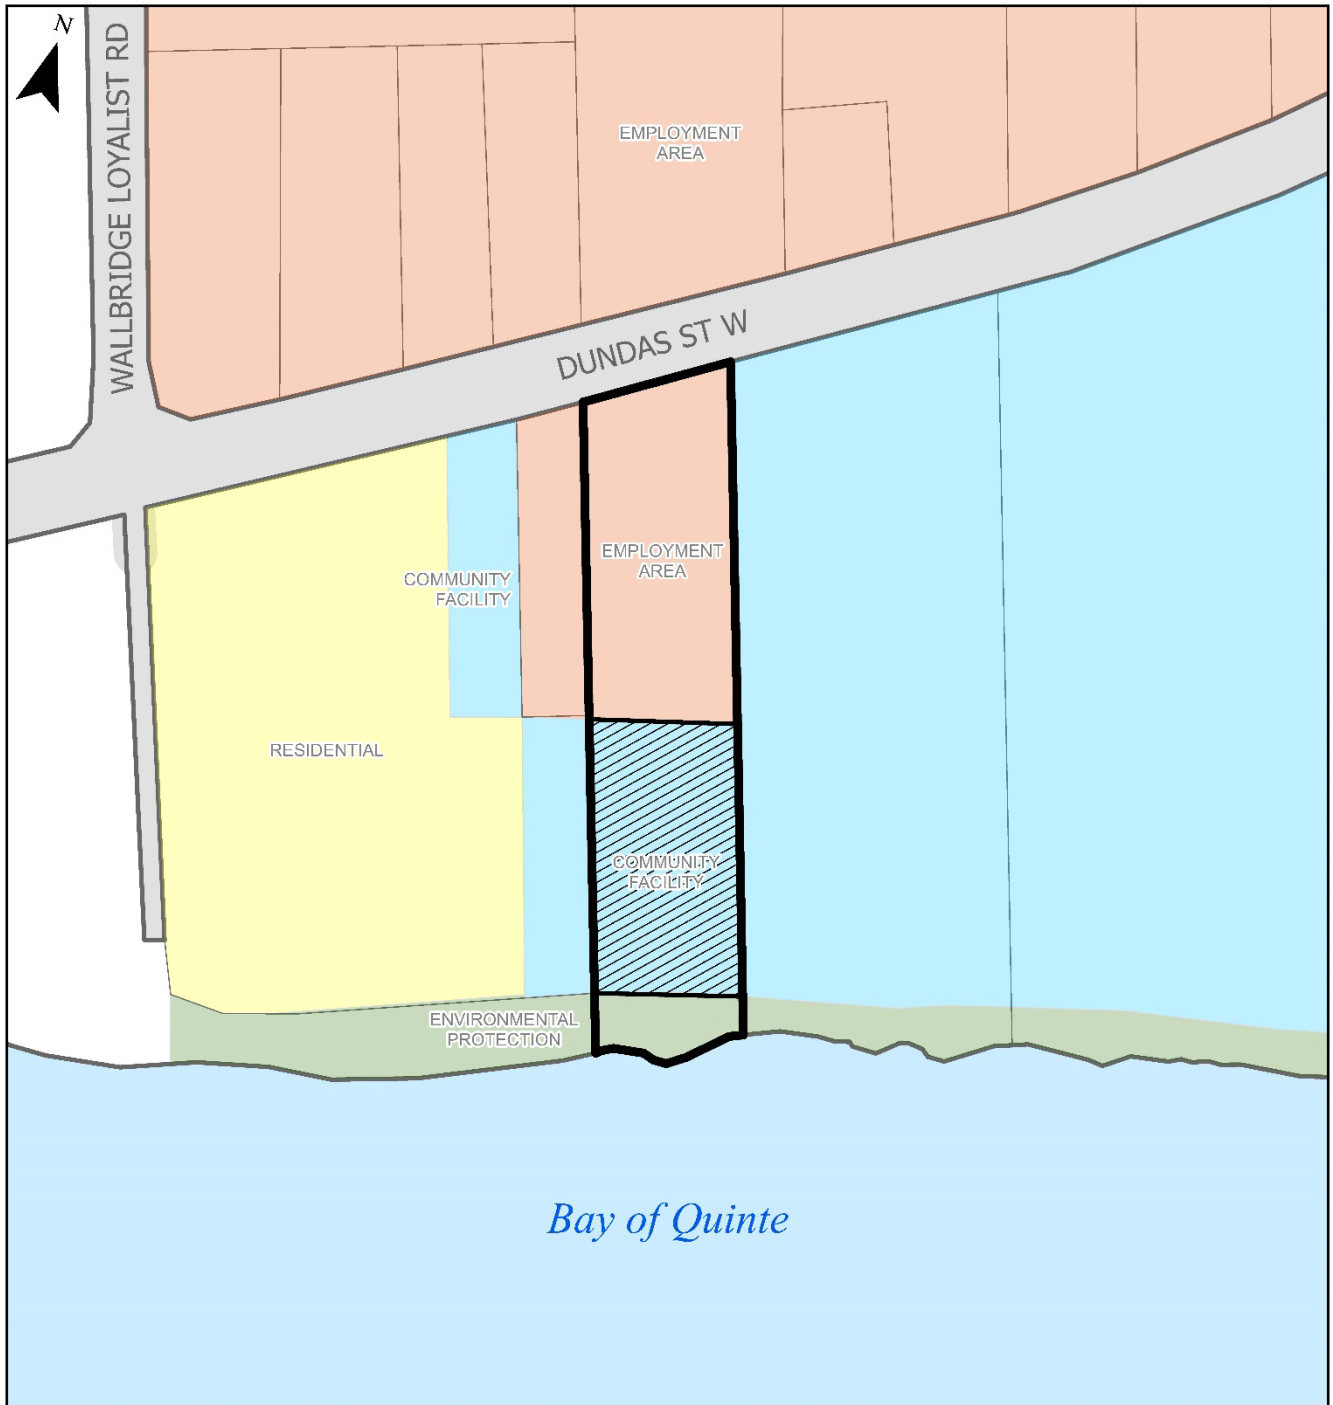 N
WALLBRIDGE LOYALIST RD
EMPLOYMENT
AREA
DUNDAS ST W
EMPLOYMENT
AREA
COMMUNITY
FACILITY
RESIDENTIAL
COMMUNITY
FACILITY
ENVIRONMENTAL
PROTECTION
Bay of Quinte